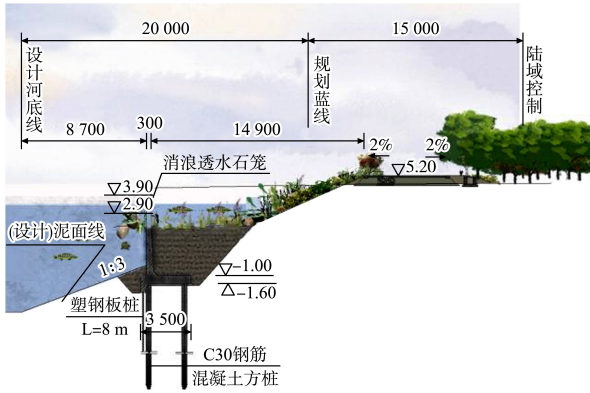 20 000
15 000
设计河底线
规划蓝线
陆域控制
8 700
300
14 900
2%
2%
消浪透水石笼
5.20
3.90
2.90
(设计)泥面线
1:3
-1.00
-1.60
塑钢板桩
L=8 m
3 500
C30钢筋
混凝土方桩